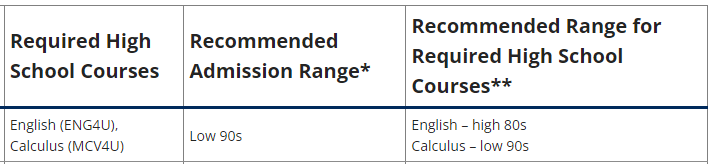 Required High
School Courses
Recommended
Admission Range*
Recommended Range for
Required High School
Courses**
English (ENG4U),
Calculus (MCV4U)
Low 90s
English – high 80s
Calculus – low 90s